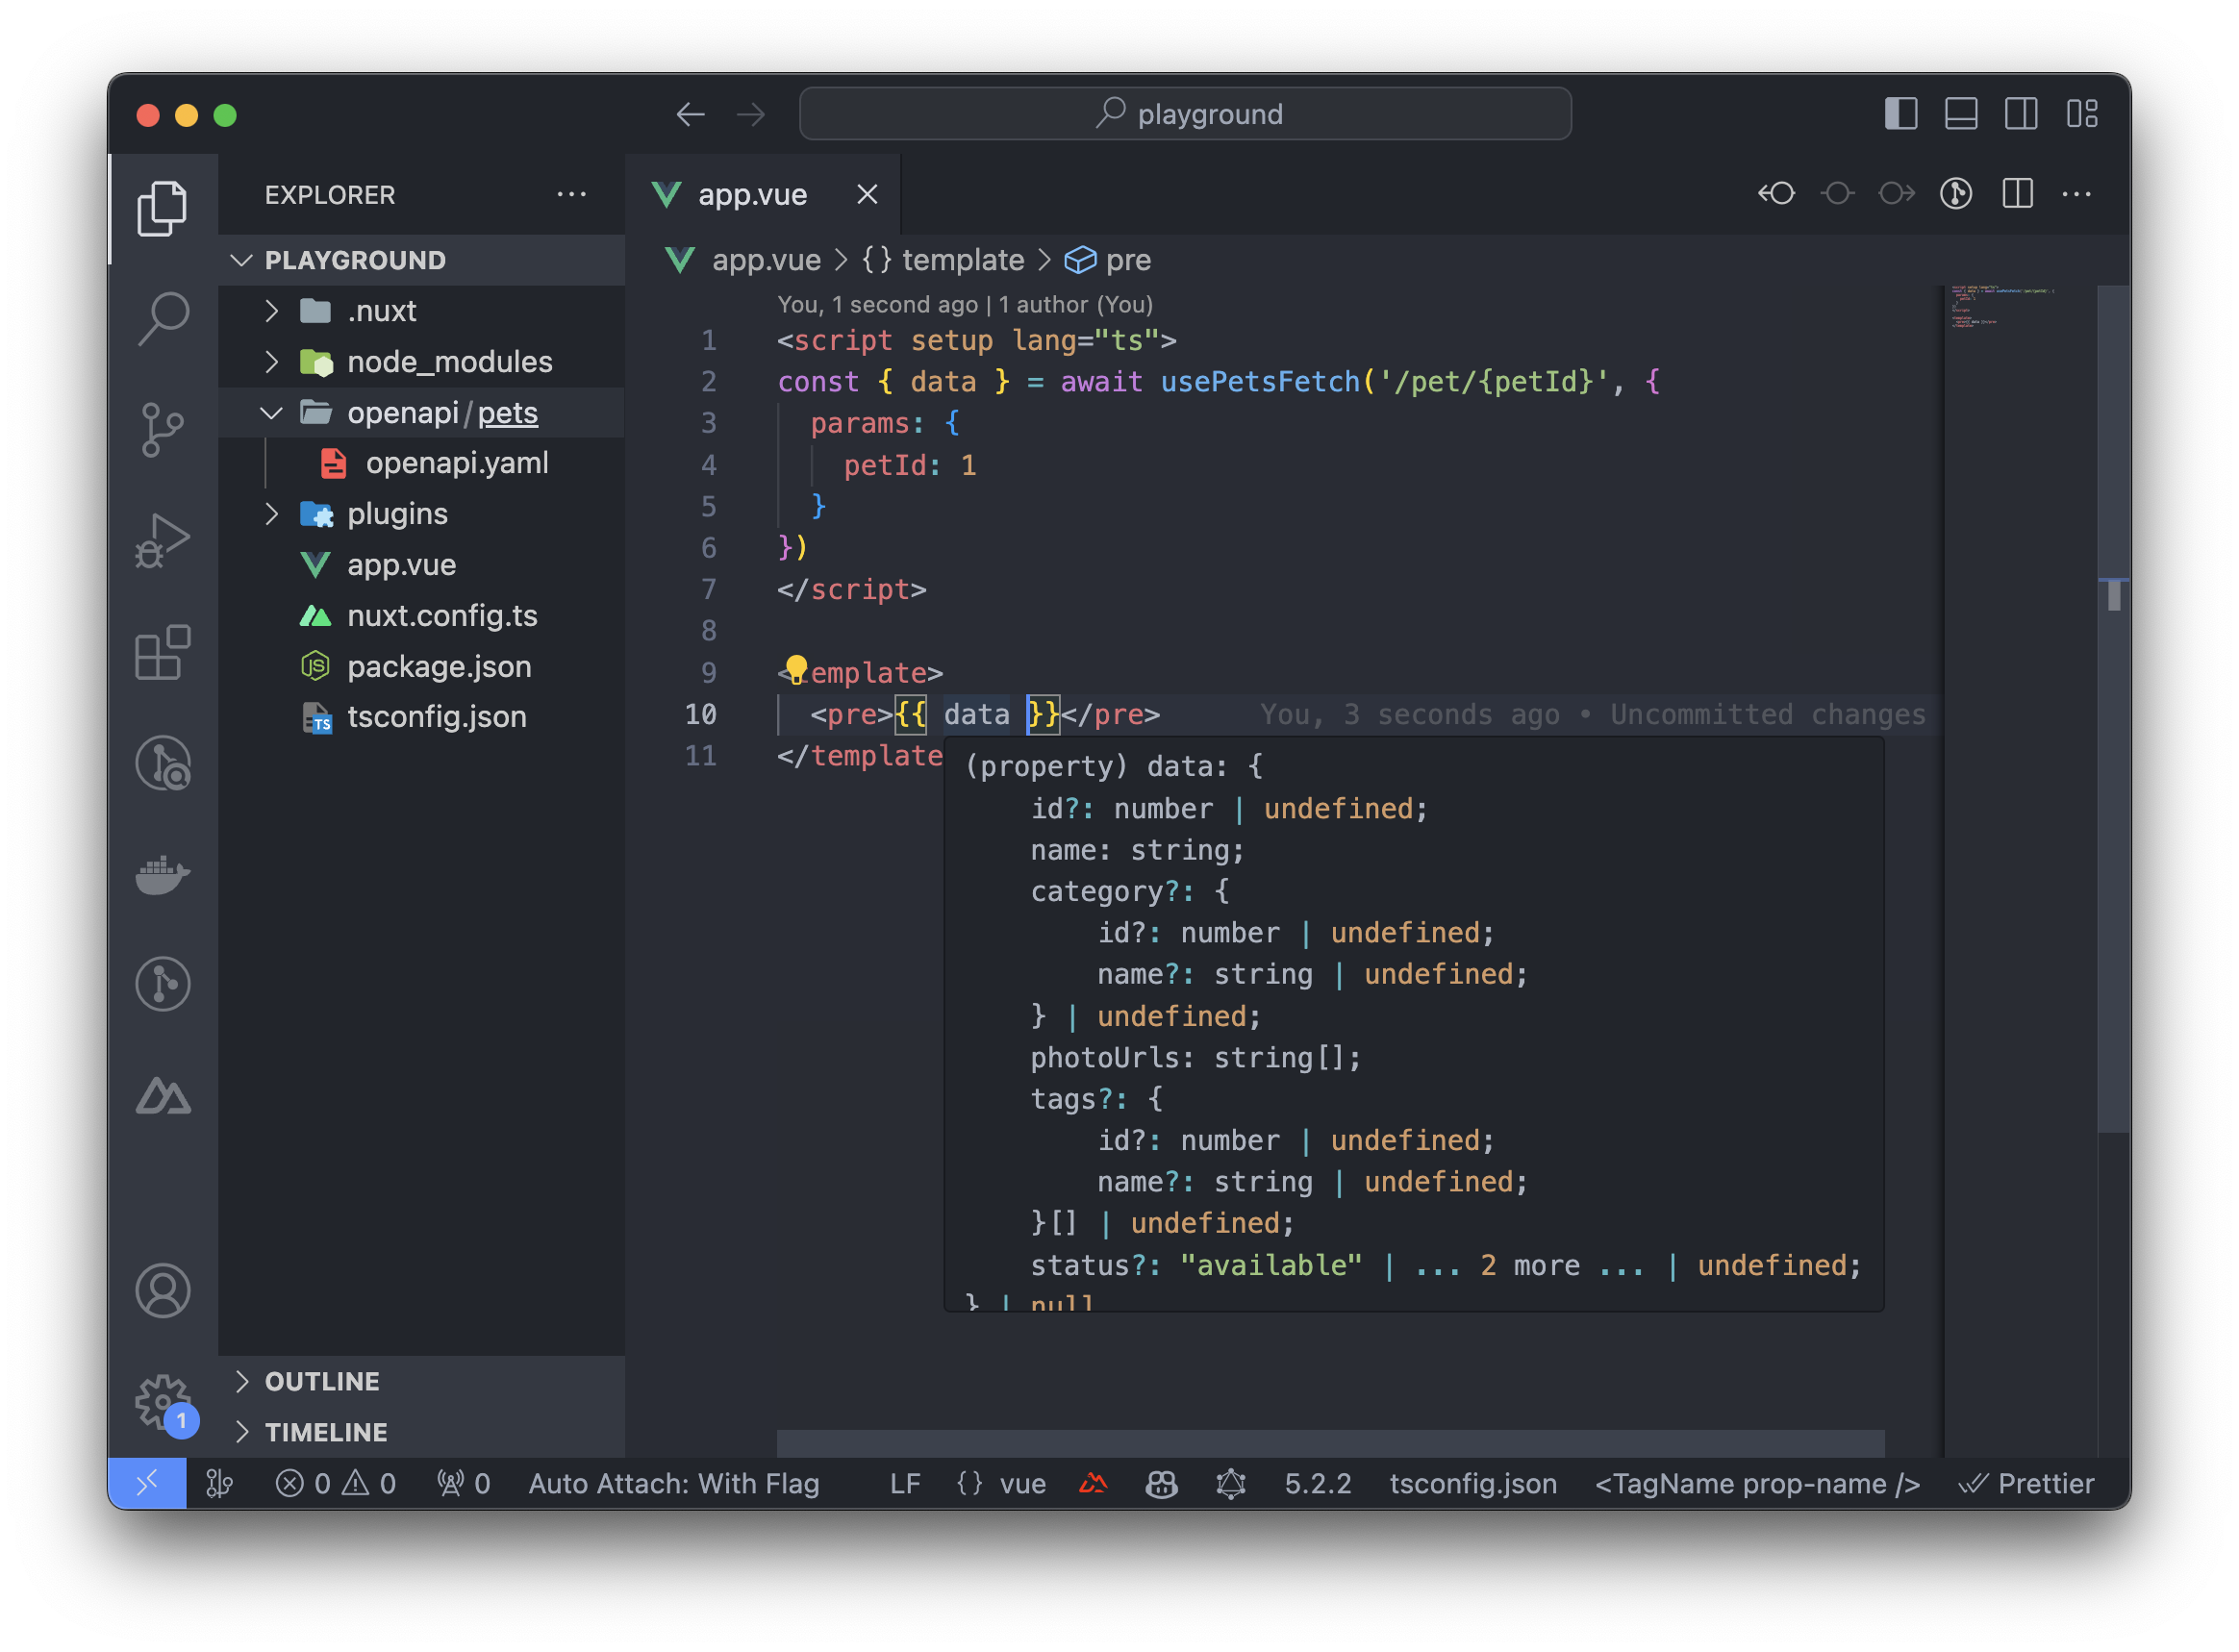 playground
EXPLORER
PLAYGROUND
.nuxt
node_modules
openapi/pets
openapi.yaml
plugins
app.vue
nuxt.config.ts
package.json
tsconfig.json
OUTLINE
TIMELINE
app.vue
app.vue > {} template > pre
You, 1 second ago | 1 author (You)
1 <script setup lang="ts">
2 const { data } = await usePetsFetch('/pet/{petId}', {
3 params: {
4 petId: 1
5 }
6 })
7 </script>
8
9 <template>
10 <pre>{{ data }}</pre> You, 3 seconds ago • Uncommitted changes
11 </template
(property) data: {
id?: number | undefined;
name: string;
category?: {
id?: number | undefined;
name?: string | undefined;
} | undefined;
photoUrls: string[];
tags?: {
id?: number | undefined;
name?: string | undefined;
}[] | undefined;
status?: "available" | ... 2 more ... | undefined;
} | null
1
0 0 0 Auto Attach: With Flag LF {} vue 5.2.2 tsconfig.json <TagName prop-name /> Prettier